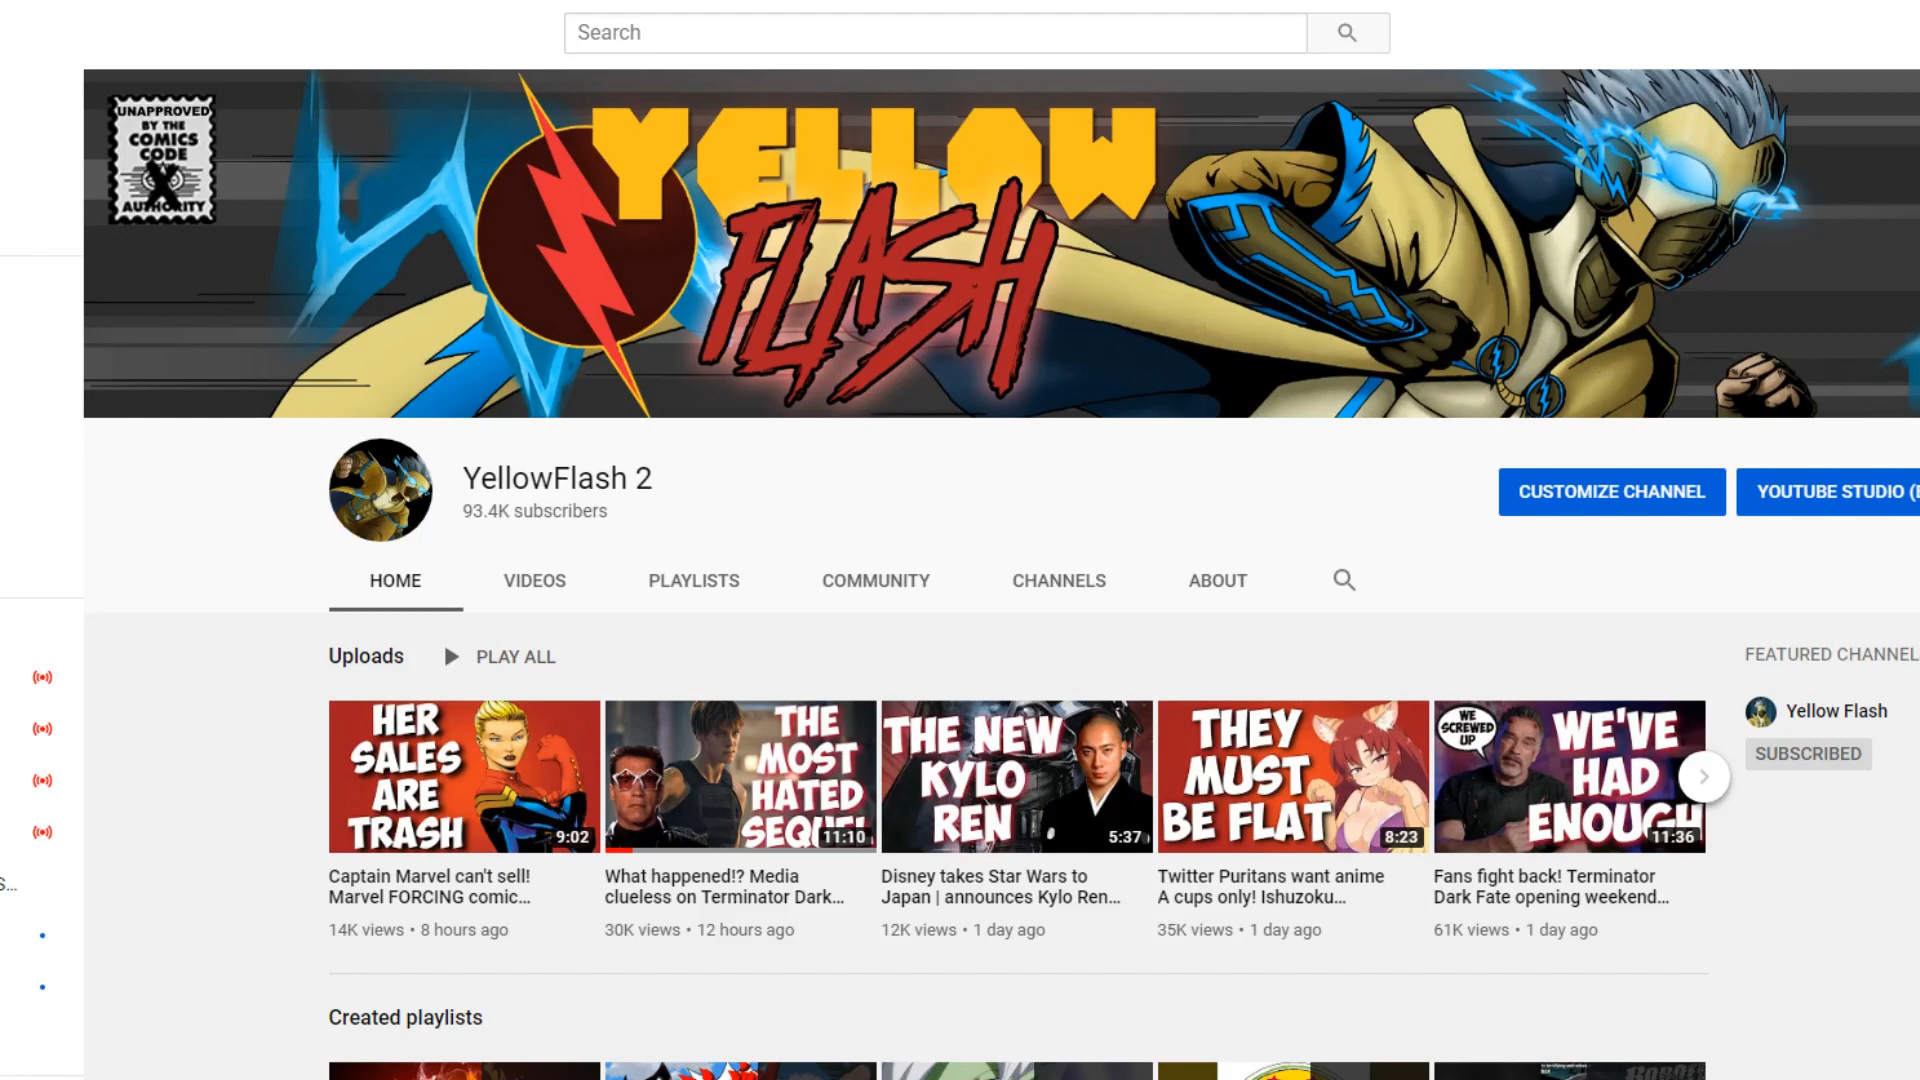 Search
UNAPPROVED
BY THE
COMICS
CODE
AUTHORITY
YELLOW
FLASH
YellowFlash 2
93.4K subscribers
CUSTOMIZE CHANNEL
YOUTUBE STUDIO (B
HOME
VIDEOS
PLAYLISTS
COMMUNITY
CHANNELS
ABOUT
Uploads
PLAY ALL
FEATURED CHANNELS
Yellow Flash
SUBSCRIBED
HER
SALES
ARE
TRASH
9:02
THE
MOST
HATED
SEQUEL
11:10
THE NEW
KYLO
REN
5:37
THEY
MUST
BE FLAT
8:23
WE
SCREWED
UP
WE'VE
HAD
ENOUGH
11:36
Captain Marvel can't sell!
Marvel FORCING comic...
14K views • 8 hours ago
What happened!? Media
clueless on Terminator Dark...
30K views • 12 hours ago
Disney takes Star Wars to
Japan | announces Kylo Ren...
12K views • 1 day ago
Twitter Puritans want anime
A cups only! Ishuzoku...
35K views • 1 day ago
Fans fight back! Terminator
Dark Fate opening weekend...
61K views • 1 day ago
S...
Created playlists